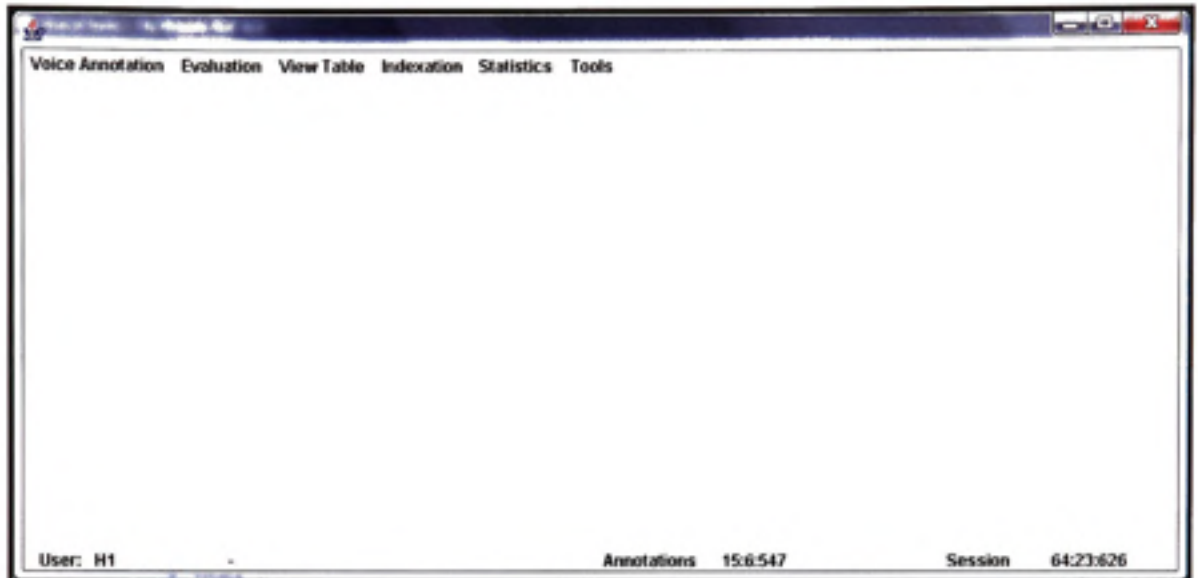 Voice Annotation Evaluation View Table Indexation Statistics Tools
User: H1 - Annotations 15:6:547 Session 64:23:626